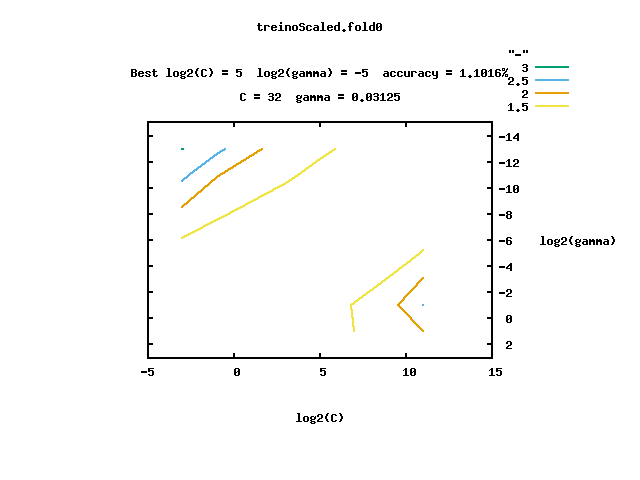 treinoScaled.fold0
"-"
Best log2(C) = 5  log2(gamma) = -5  accuracy = 1.1016%
3
2.5
C = 32  gamma = 0.03125
2
1.5
-14
-12
-10
-8
-6
log2(gamma)
-4
-2
0
2
-5 0 5 10 15
log2(C)